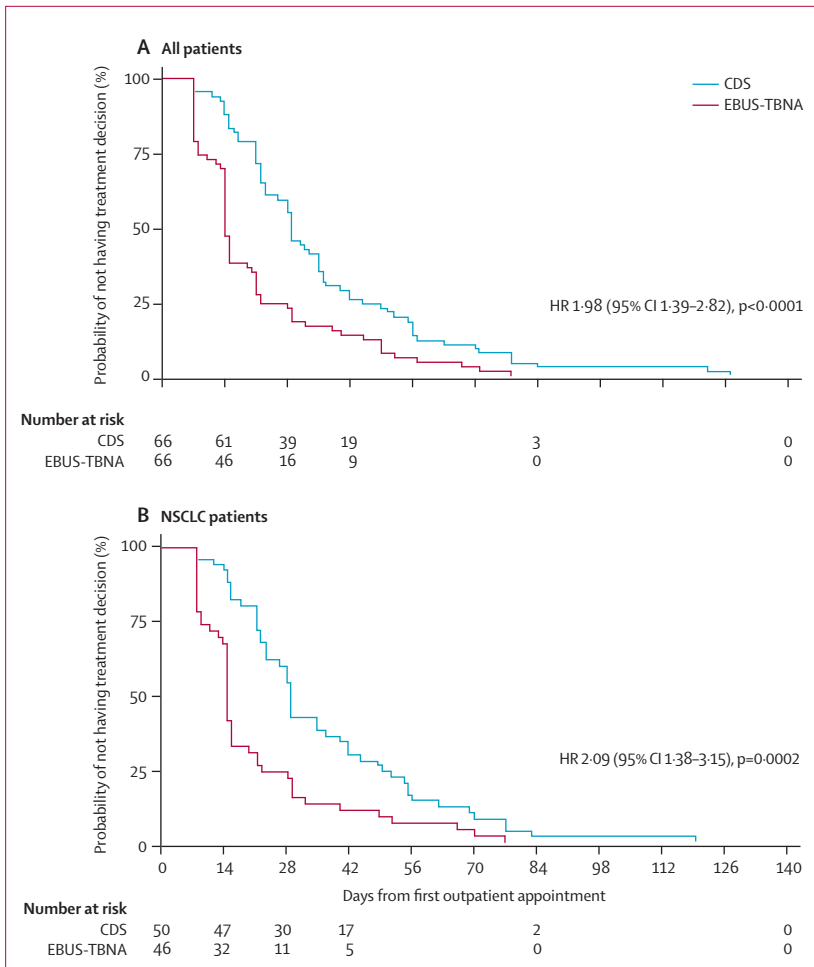 A All patients
100
75
50
25
0
Probability of not having treatment decision (%)
CDS
EBUS-TBNA
HR 1·98 (95% CI 1·39–2·82), p<0·0001
Number at risk
CDS 66 61 39 19 3 0
EBUS-TBNA 66 46 16 9 0 0
B NSCLC patients
100
75
50
25
0
Probability of not having treatment decision (%)
HR 2·09 (95% CI 1·38–3·15), p=0·0002
0 14 28 42 56 70 84 98 112 126 140
Days from first outpatient appointment
Number at risk
CDS 50 47 30 17 2 0
EBUS-TBNA 46 32 11 5 0 0